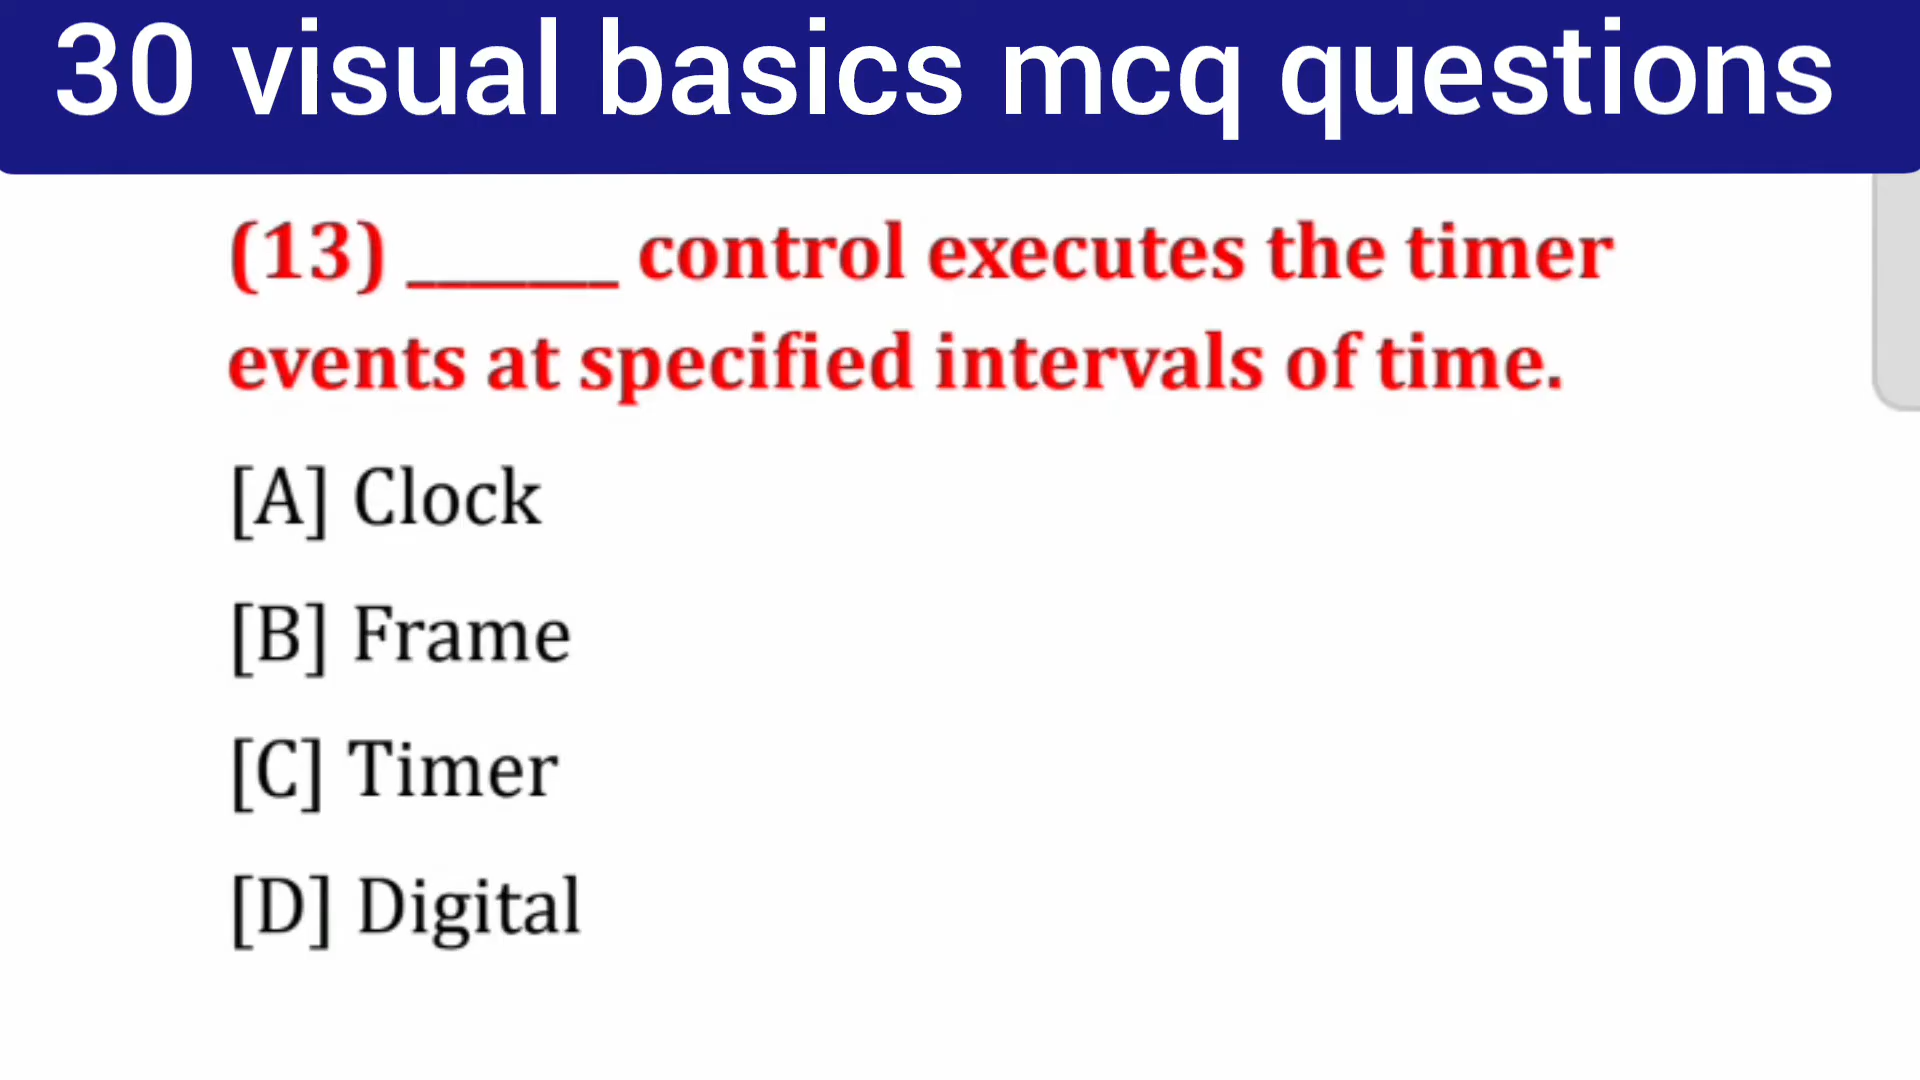 30 visual basics mcq questions
(13) _______ control executes the timer
events at specified intervals of time.
[A] Clock
[B] Frame
[C] Timer
[D] Digital